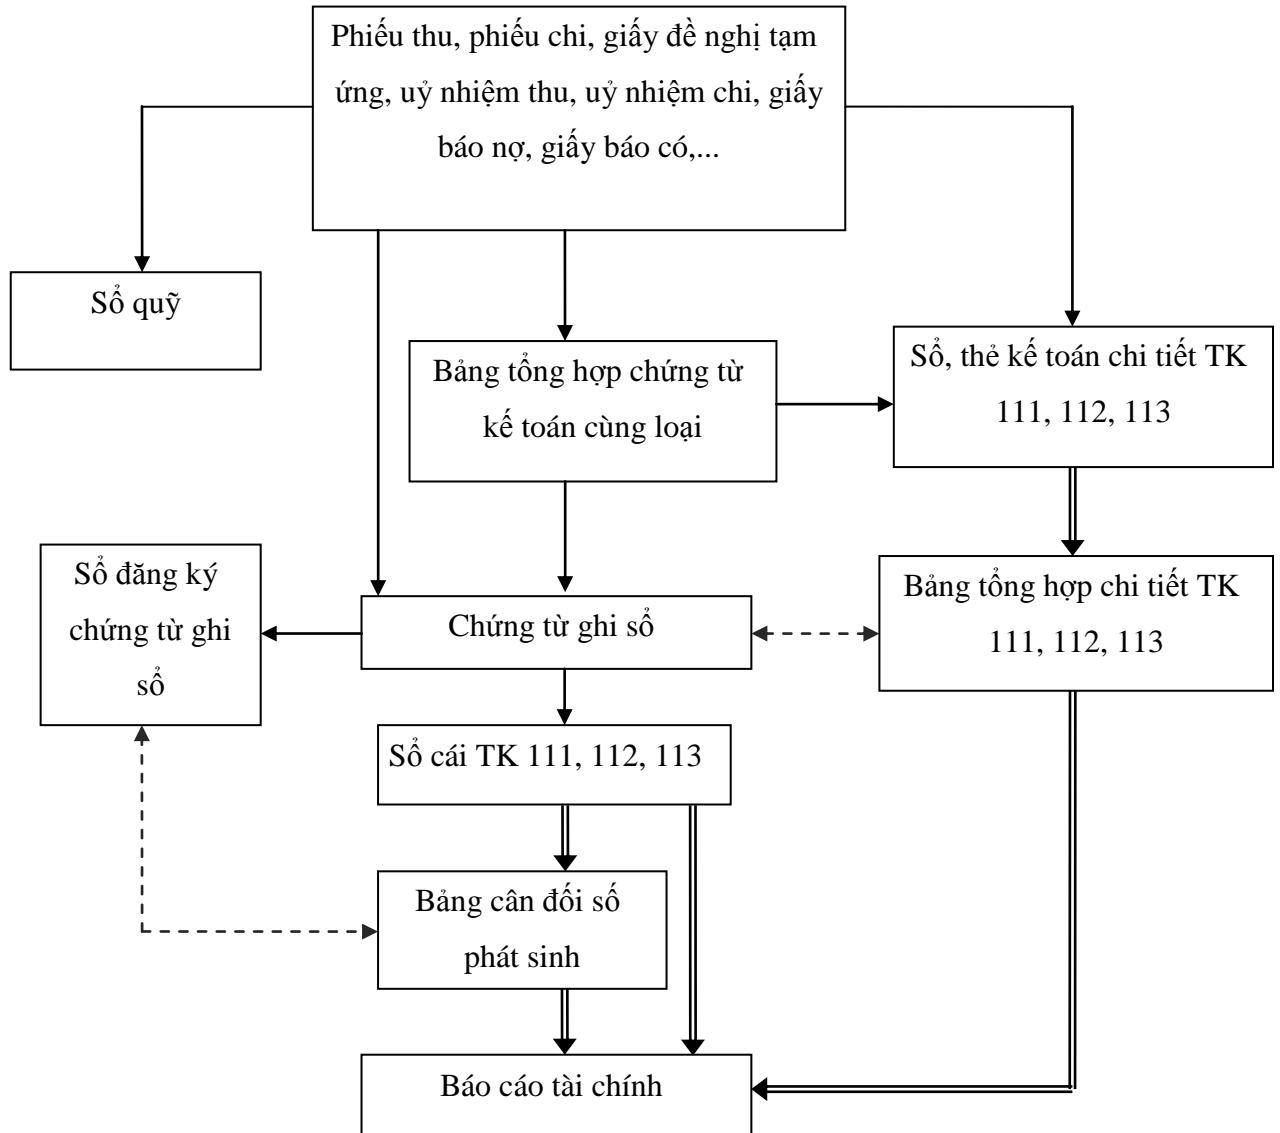 Phiếu thu, phiếu chi, giấy đề nghị tạm
ứng, uỷ nhiệm thu, uỷ nhiệm chi, giấy
báo nợ, giấy báo có,...
Sổ quỹ
Bảng tổng hợp chứng từ
kế toán cùng loại
Sổ, thẻ kế toán chi tiết TK
111, 112, 113
Sổ đăng ký
chứng từ ghi
sổ
Chứng từ ghi sổ
Bảng tổng hợp chi tiết TK
111, 112, 113
Sổ cái TK 111, 112, 113
Bảng cân đối số
phát sinh
Báo cáo tài chính